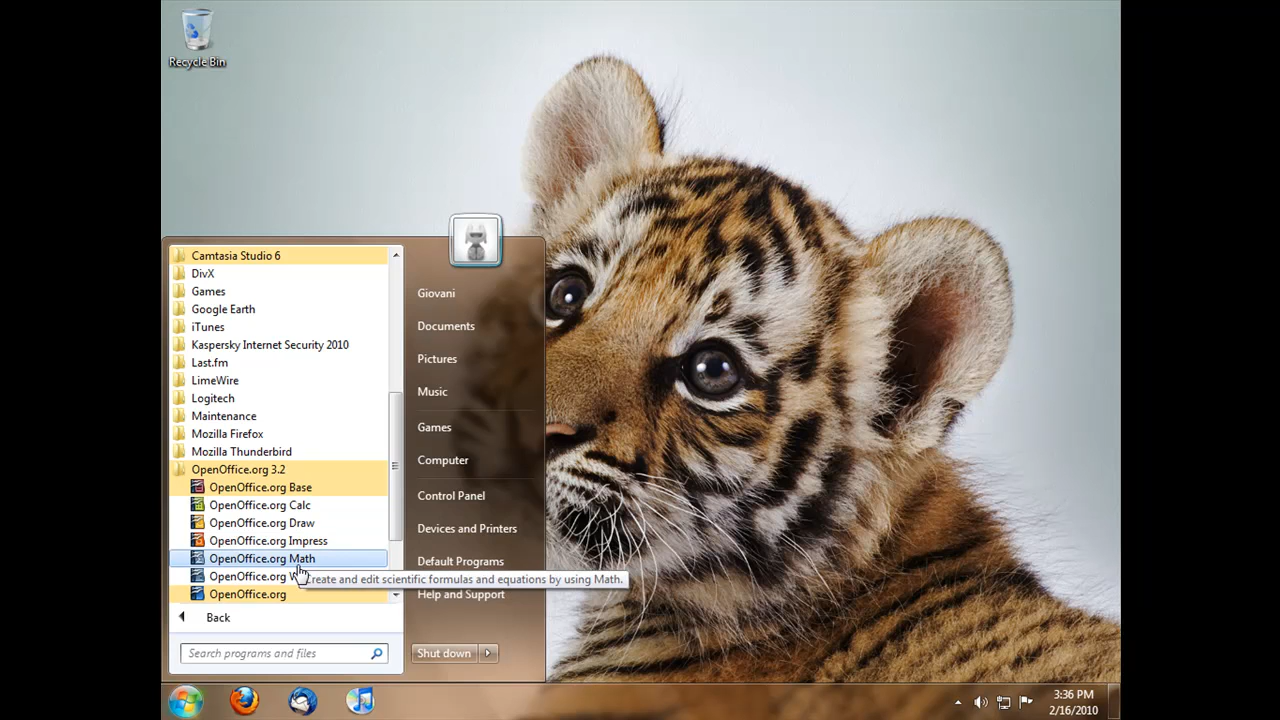 Recycle Bin
Camtasia Studio 6
DivX
Games
Google Earth
iTunes
Kaspersky Internet Security 2010
Last.fm
LimeWire
Logitech
Maintenance
Mozilla Firefox
Mozilla Thunderbird
OpenOffice.org 3.2
OpenOffice.org Base
OpenOffice.org Calc
OpenOffice.org Draw
OpenOffice.org Impress
OpenOffice.org Math
OpenOffice.org
Create and edit scientific formulas and equations by using Math.
OpenOffice.org
Back
Search programs and files
Giovani
Documents
Pictures
Music
Games
Computer
Control Panel
Devices and Printers
Default Programs
Help and Support
Shut down
3:36 PM
2/16/2010